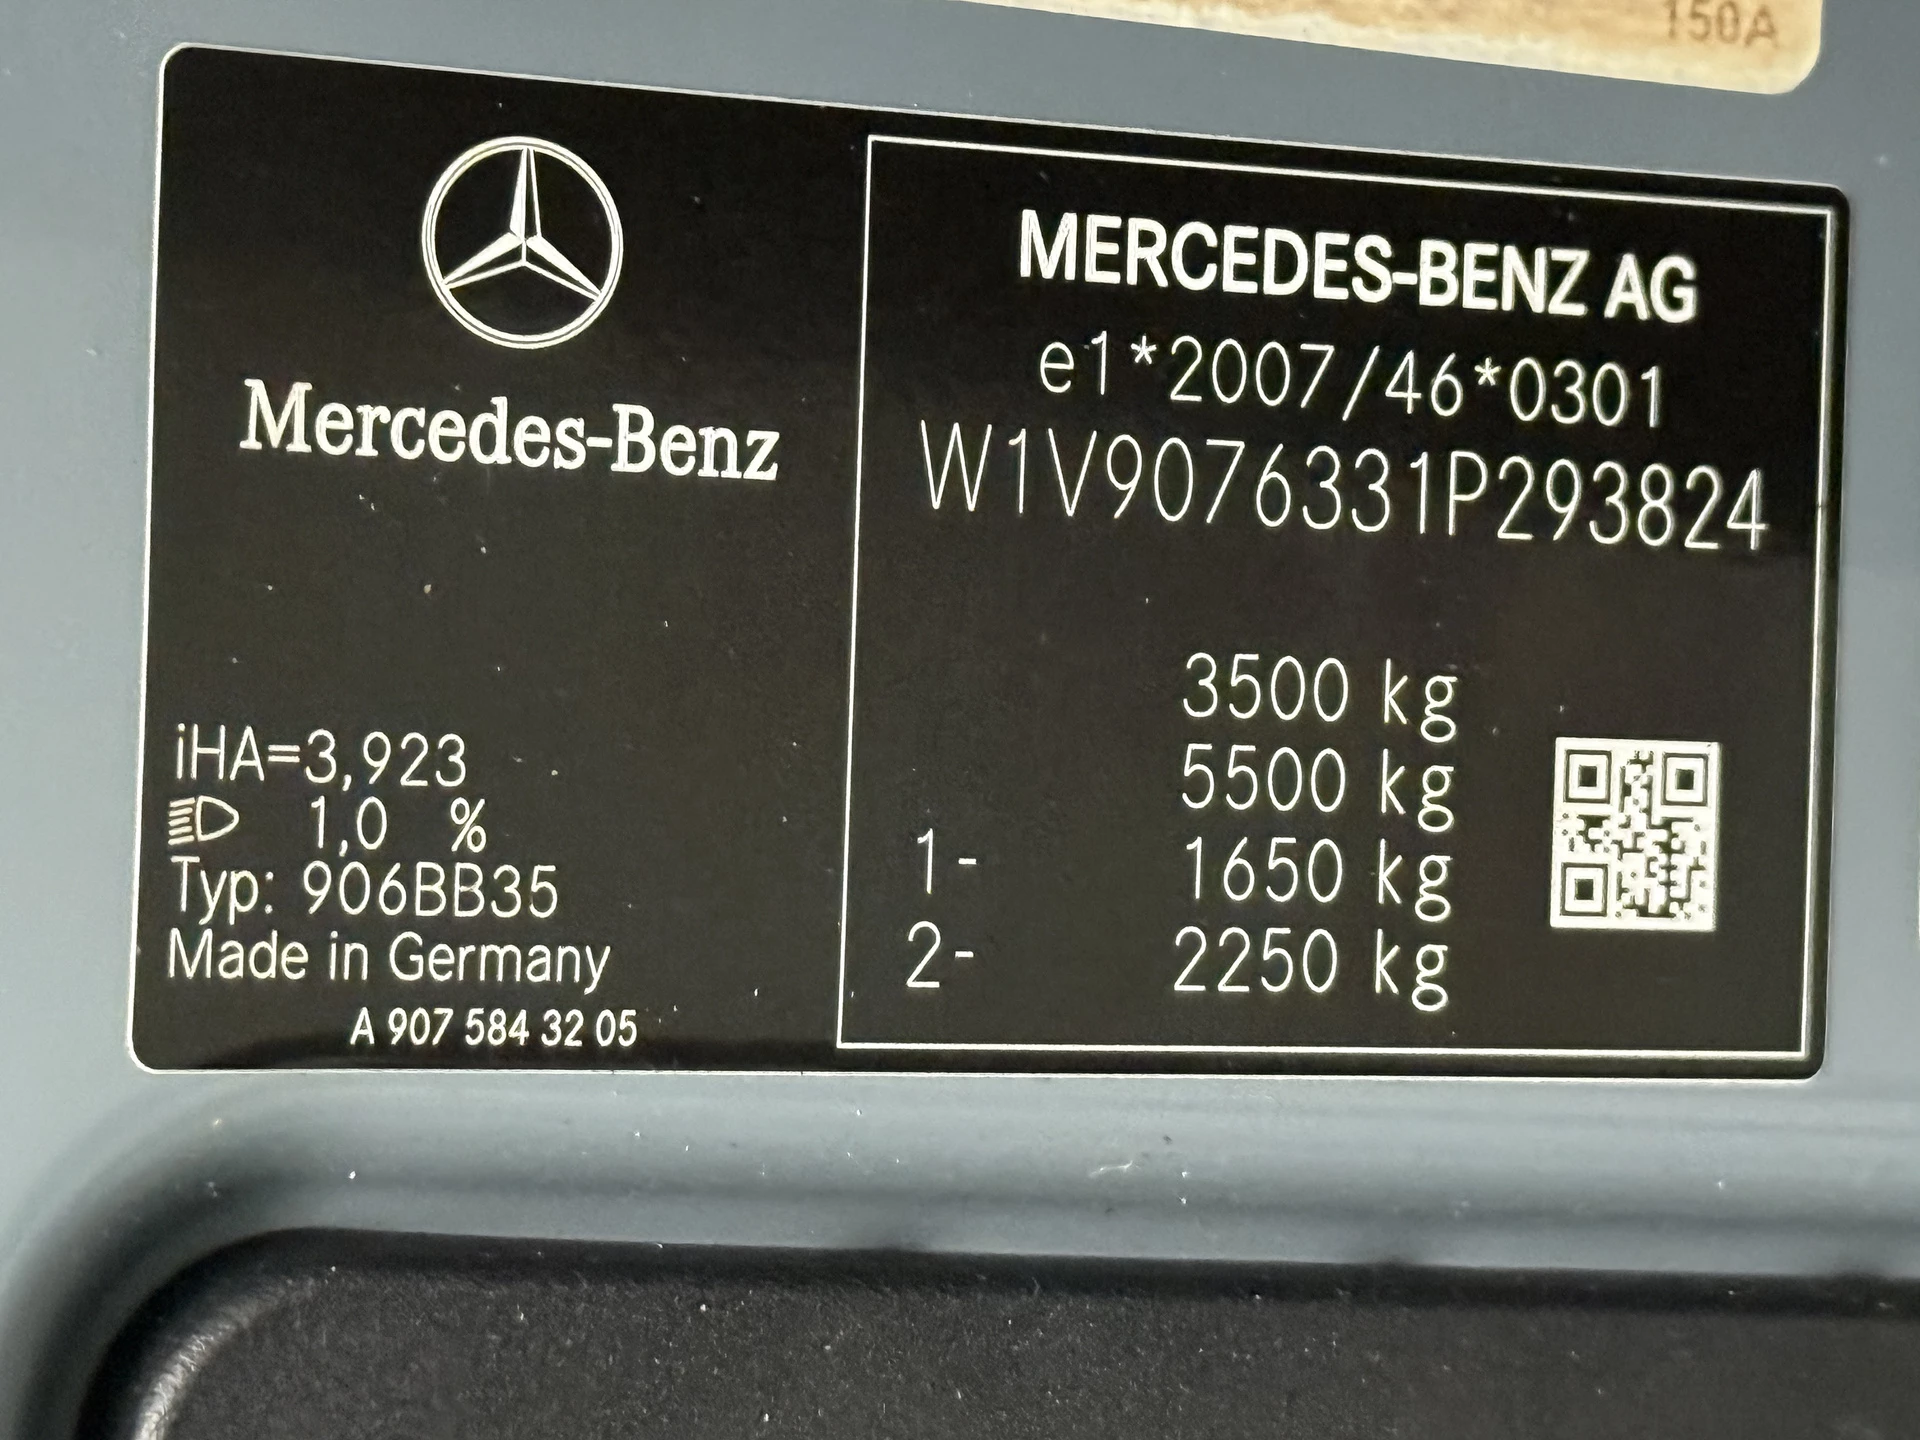 150A
Mercedes-Benz
iHA=3,923
1,0 %
Typ: 906BB35
Made in Germany
A 907 584 32 05
MERCEDES-BENZ AG
e1*2007/46*0301
W1V9076331P293824
3500 kg
5500 kg
1- 1650 kg
2- 2250 kg